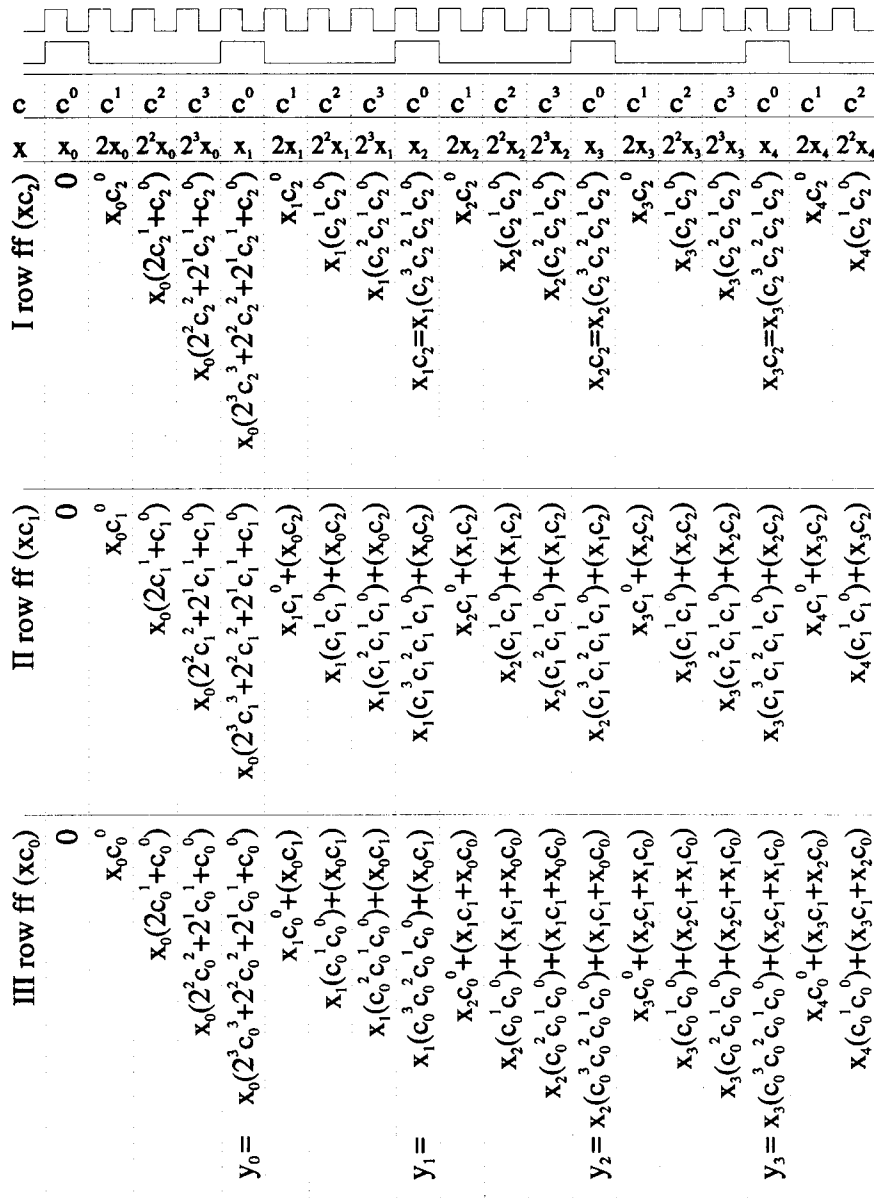 c c⁰ c¹ c² c³ c⁰ c¹ c² c³ c⁰ c¹ c² c³ c⁰ c¹ c² c³ c⁰ c¹ c²
x x₀ 2x₀ 2²x₀ 2³x₀ x₁ 2x₁ 2²x₁ 2³x₁ x₂ 2x₂ 2²x₂ 2³x₂ x₃ 2x₃ 2²x₃ 2³x₃ x₄ 2x₄ 2²x₄
I row ff (xc₂)
0
x₀c₂⁰
x₀(2c₂¹+c₂⁰)
x₀(2²c₂²+2¹c₂¹+c₂⁰)
x₀(2³c₂³+2²c₂²+2¹c₂¹+c₂⁰)
x₁c₂⁰
x₁(c₂¹c₂⁰)
x₁(c₂²c₂¹c₂⁰)
x₁c₂=x₁(c₂³c₂²c₂¹c₂⁰)
x₂c₂⁰
x₂(c₂¹c₂⁰)
x₂(c₂²c₂¹c₂⁰)
x₂c₂=x₂(c₂³c₂²c₂¹c₂⁰)
x₃c₂⁰
x₃(c₂¹c₂⁰)
x₃(c₂²c₂¹c₂⁰)
x₃c₂=x₃(c₂³c₂²c₂¹c₂⁰)
x₄c₂⁰
x₄(c₂¹c₂⁰)
II row ff (xc₁)
0
x₀c₁⁰
x₀(2c₁¹+c₁⁰)
x₀(2²c₁²+2¹c₁¹+c₁⁰)
x₀(2³c₁³+2²c₁²+2¹c₁¹+c₁⁰)
x₁c₁⁰+(x₀c₂)
x₁(c₁¹c₁⁰)+(x₀c₂)
x₁(c₁²c₁¹c₁⁰)+(x₀c₂)
x₁(c₁³c₁²c₁¹c₁⁰)+(x₀c₂)
x₂c₁⁰+(x₁c₂)
x₂(c₁¹c₁⁰)+(x₁c₂)
x₂(c₁²c₁¹c₁⁰)+(x₁c₂)
x₂(c₁³c₁²c₁¹c₁⁰)+(x₁c₂)
x₃c₁⁰+(x₂c₂)
x₃(c₁¹c₁⁰)+(x₂c₂)
x₃(c₁²c₁¹c₁⁰)+(x₂c₂)
x₃(c₁³c₁²c₁¹c₁⁰)+(x₂c₂)
x₄c₁⁰+(x₃c₂)
x₄(c₁¹c₁⁰)+(x₃c₂)
III row ff (xc₀)
0
x₀c₀⁰
x₀(2c₀¹+c₀⁰)
x₀(2²c₀²+2¹c₀¹+c₀⁰)
y₀= x₀(2³c₀³+2²c₀²+2¹c₀¹+c₀⁰)
x₁c₀⁰+(x₀c₁)
x₁(c₀¹c₀⁰)+(x₀c₁)
x₁(c₀²c₀¹c₀⁰)+(x₀c₁)
y₁= x₁(c₀³c₀²c₀¹c₀⁰)+(x₀c₁)
x₂c₀⁰+(x₁c₁+x₀c₀)
x₂(c₀¹c₀⁰)+(x₁c₁+x₀c₀)
x₂(c₀²c₀¹c₀⁰)+(x₁c₁+x₀c₀)
y₂= x₂(c₀³c₀²c₀¹c₀⁰)+(x₁c₁+x₀c₀)
x₃c₀⁰+(x₂c₁+x₁c₀)
x₃(c₀¹c₀⁰)+(x₂c₁+x₁c₀)
x₃(c₀²c₀¹c₀⁰)+(x₂c₁+x₁c₀)
y₃= x₃(c₀³c₀²c₀¹c₀⁰)+(x₂c₁+x₁c₀)
x₄c₀⁰+(x₃c₁+x₂c₀)
x₄(c₀¹c₀⁰)+(x₃c₁+x₂c₀)